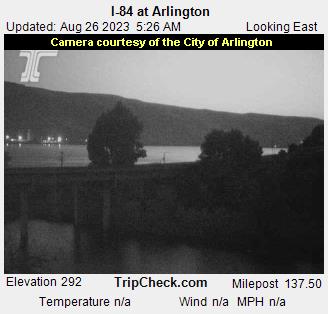 I-84 at Arlington
Updated: Aug 26 2023 5:26 AM Looking East
Camera courtesy of the City of Arlington
Elevation 292 TripCheck.com Milepost 137.50
Temperature n/a Wind n/a MPH n/a